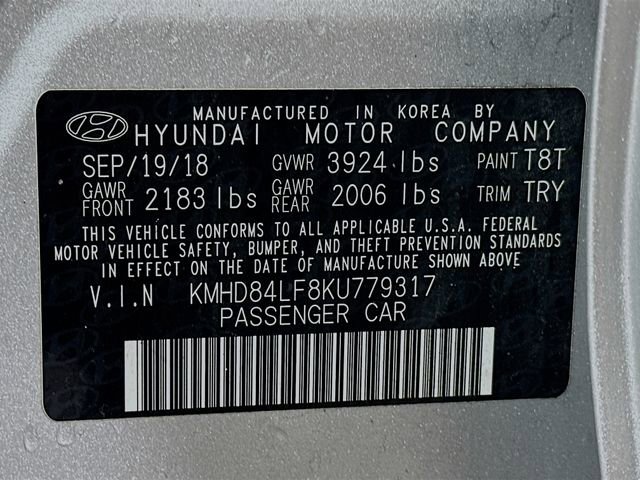 MANUFACTURED IN KOREA BY
HYUNDAI MOTOR COMPANY
SEP/19/18 GVWR 3924 lbs PAINT T8T
GAWR FRONT 2183 lbs GAWR REAR 2006 lbs TRIM TRY
THIS VEHICLE CONFORMS TO ALL APPLICABLE U.S.A. FEDERAL
MOTOR VEHICLE SAFETY, BUMPER, AND THEFT PREVENTION STANDARDS
IN EFFECT ON THE DATE OF MANUFACTURE SHOWN ABOVE.
V.I.N KMHD84LF8KU779317
PASSENGER CAR